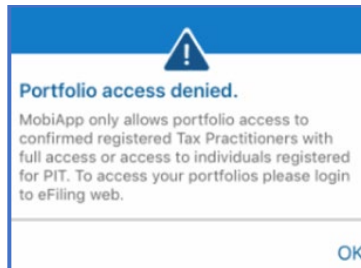 Portfolio access denied.
MobiApp only allows portfolio access to
confirmed registered Tax Practitioners with
full access or access to individuals registered
for PIT. To access your portfolios please login
to eFiling web.
OK